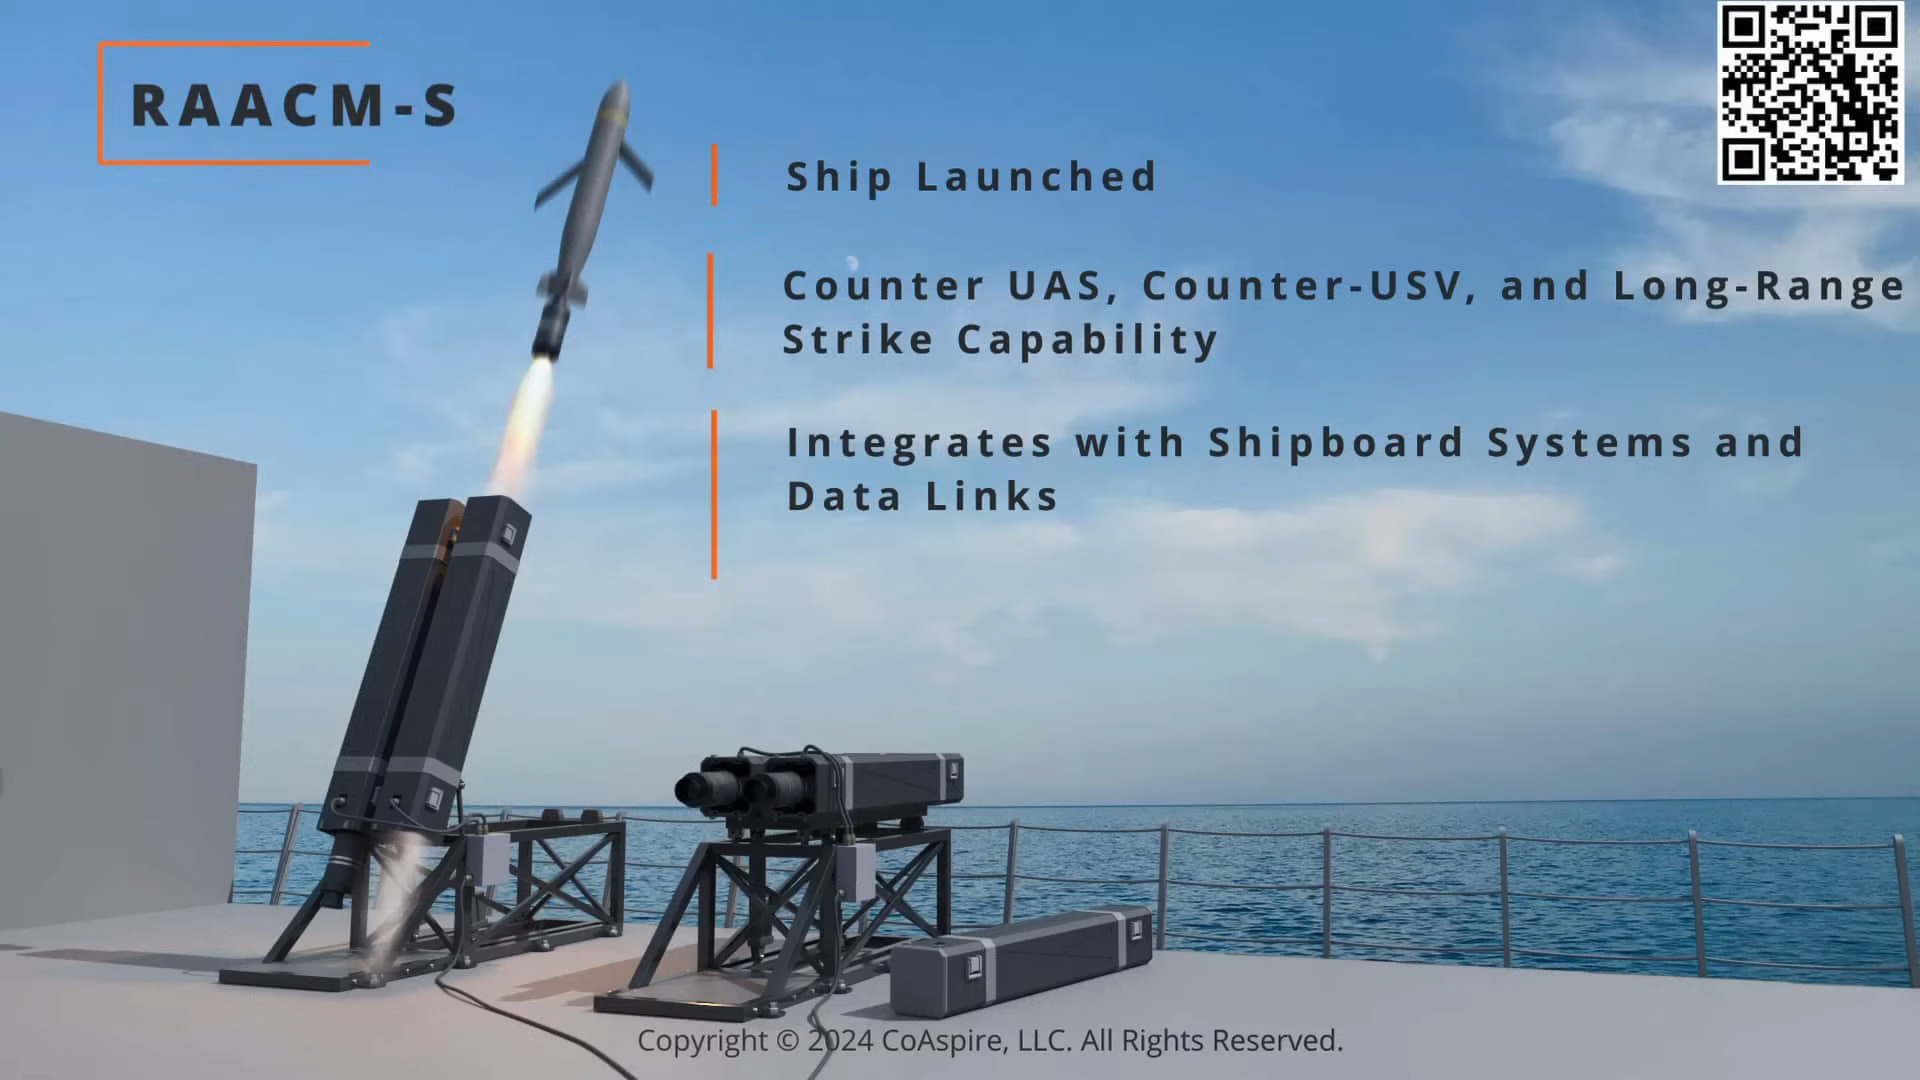 RAACM-S
Ship Launched
Counter UAS, Counter-USV, and Long-Range
Strike Capability
Integrates with Shipboard Systems and
Data Links
Copyright © 2024 CoAspire, LLC. All Rights Reserved.